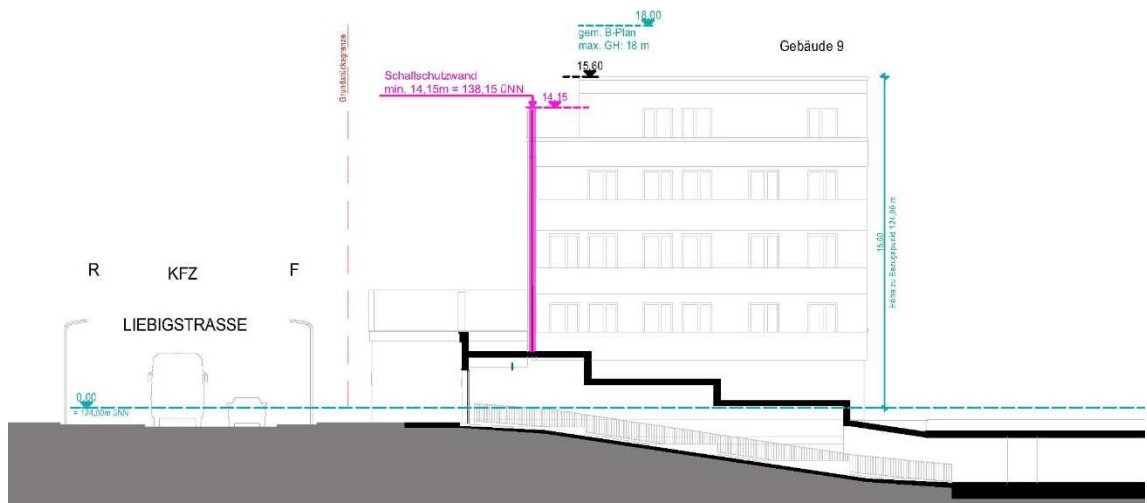 18.00
gem. B-Plan
max. GH: 18 m
Gebäude 9
15.60
Schallschutzwand
min. 14,15m = 138,15 üNN
14.15
Grundstücksgrenze
15.60
Höhe zu Bezugspunkt 124,00 m
R KFZ F
LIEBIGSTRASSE
0.00
= 124,00m üNN